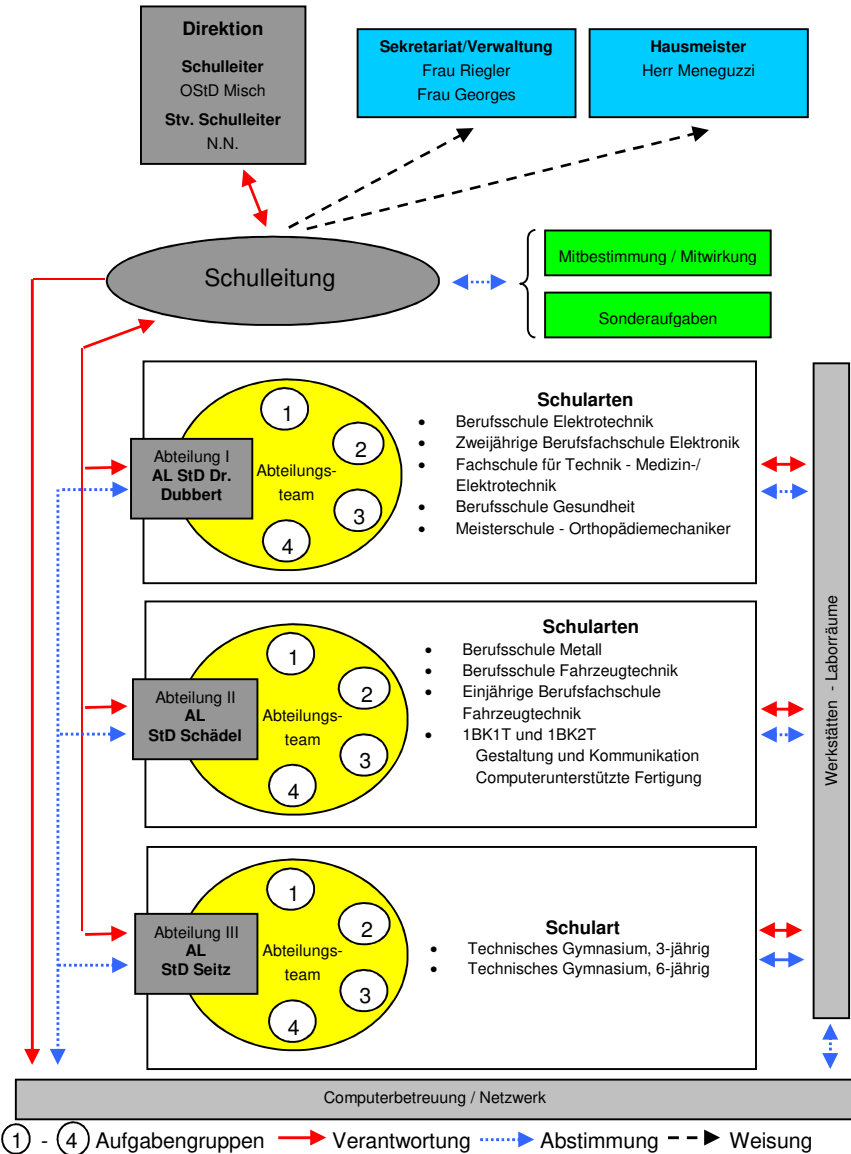 Direktion
Schulleiter
OStD Misch
Stv. Schulleiter
N.N.
Sekretariat/Verwaltung
Frau Riegler
Frau Georges
Hausmeister
Herr Meneguzzi
Schulleitung
Mitbestimmung / Mitwirkung
Sonderaufgaben
Abteilung I
AL StD Dr.
Dubbert
Abteilungs-
team
1
2
3
4
Schularten
• Berufsschule Elektrotechnik
• Zweijährige Berufsfachschule Elektronik
• Fachschule für Technik - Medizin-/
Elektrotechnik
• Berufsschule Gesundheit
• Meisterschule - Orthopädiemechaniker
Abteilung II
AL
StD Schädel
Abteilungs-
team
1
2
3
4
Schularten
• Berufsschule Metall
• Berufsschule Fahrzeugtechnik
• Einjährige Berufsfachschule
Fahrzeugtechnik
• 1BK1T und 1BK2T
Gestaltung und Kommunikation
Computerunterstützte Fertigung
Abteilung III
AL
StD Seitz
Abteilungs-
team
1
2
3
4
Schulart
• Technisches Gymnasium, 3-jährig
• Technisches Gymnasium, 6-jährig
Werkstätten - Laborräume
Computerbetreuung / Netzwerk
1 - 4 Aufgabengruppen Verantwortung Abstimmung Weisung